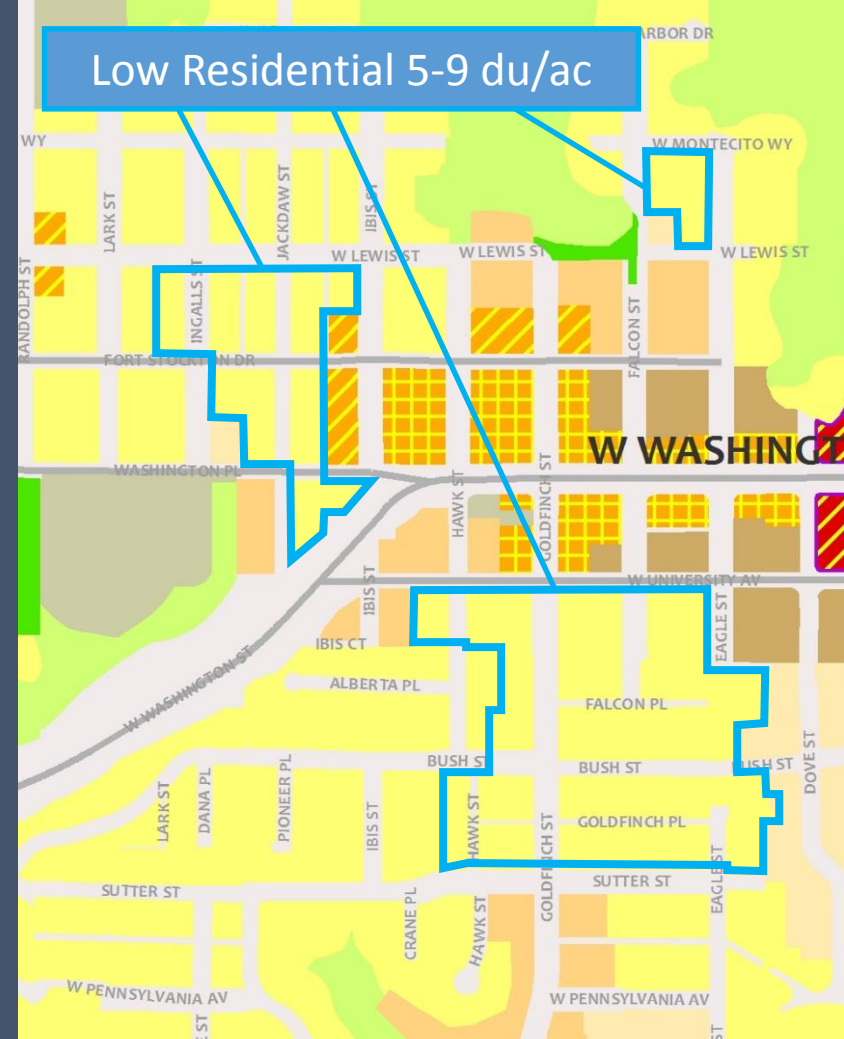 Low Residential 5-9 du/ac
ARBOR DR
WY
W MONTECITO WY
LARK ST
JACKDAW ST
IBIS ST
W LEWIS ST
W LEWIS ST
W LEWIS ST
RANDOLPH ST
INGALLS ST
FALCON ST
FORT STOCKTON DR
W WASHINGT
WASHINGTON PL
HAWK ST
GOLDFINCH ST
W UNIVERSITY AV
IBIS ST
EAGLE ST
IBIS CT
ALBERTA PL
FALCON PL
W WASHINGTON ST
BUSH ST
BUSH ST
BUSH ST
DOVE ST
LARK ST
DANA PL
PIONEER PL
IBIS ST
HAWK ST
GOLDFINCH PL
GOLDFINCH ST
SUTTER ST
SUTTER ST
EAGLE ST
CRANE PL
HAWK ST
W PENNSYLVANIA AV
W PENNSYLVANIA AV
ST
ST